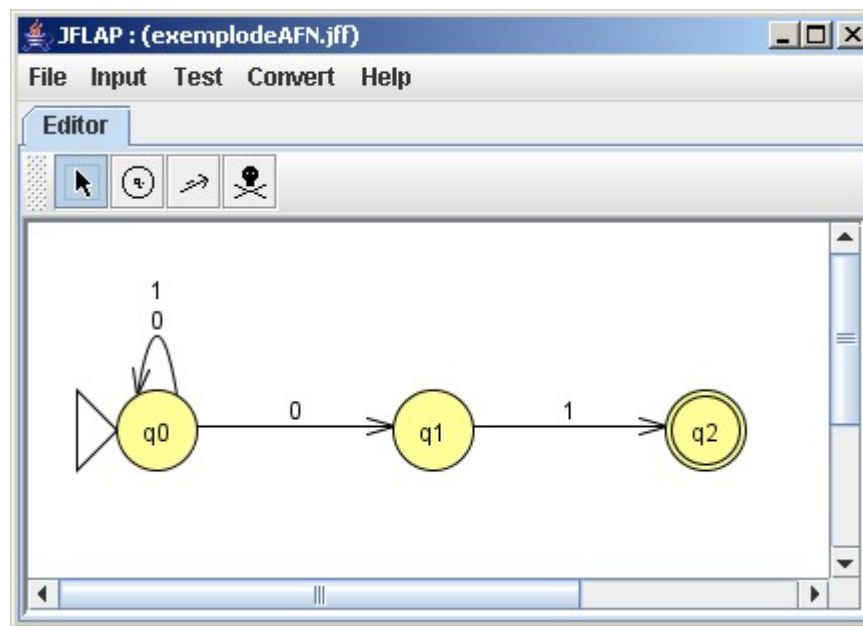 JFLAP : (exemplodeAFN.jff)
File Input Test Convert Help
Editor
q
1
0
0
1
q0
q1
q2